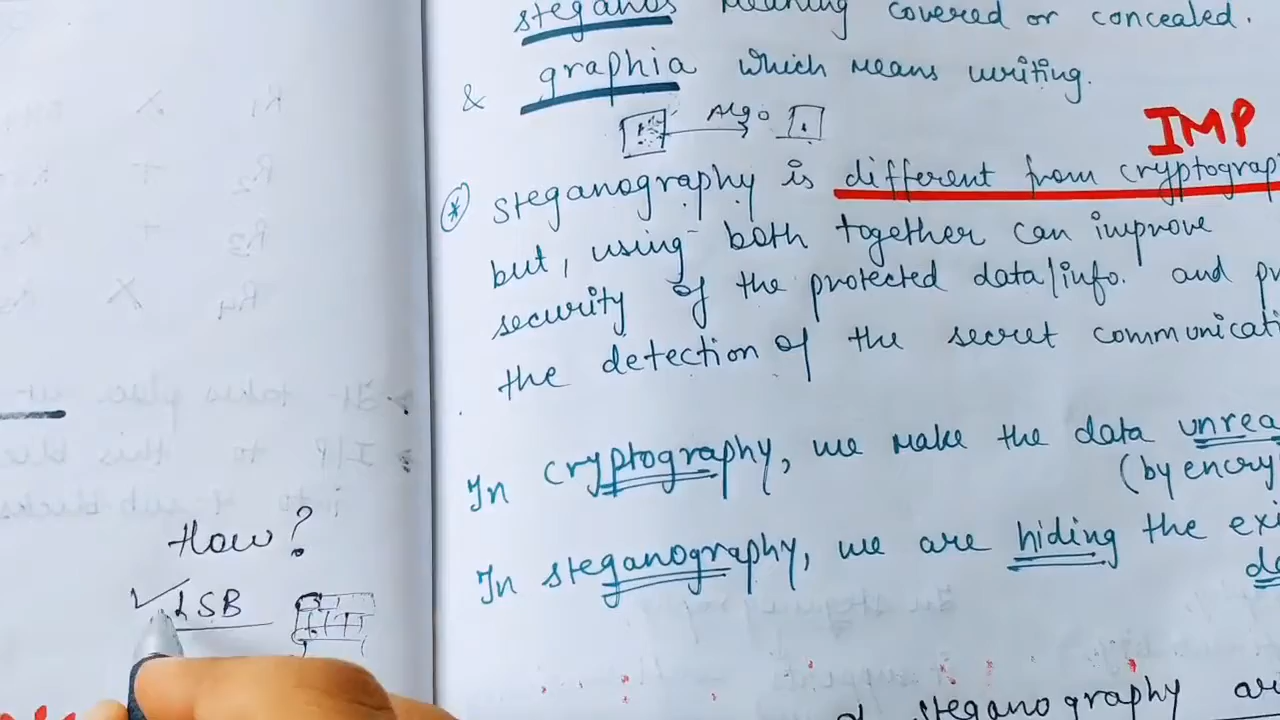 steganos meaning covered or concealed.
& graphia which means writing.
Algo
IMP
* Steganography is different from cryptograp
but, using both together can improve
security of the protected data/info. and pr
the detection of the secret communicati
In cryptography, we make the data unrea
(by encry
In steganography, we are hiding the exi
de
How?
✓ LSB
steganography ar